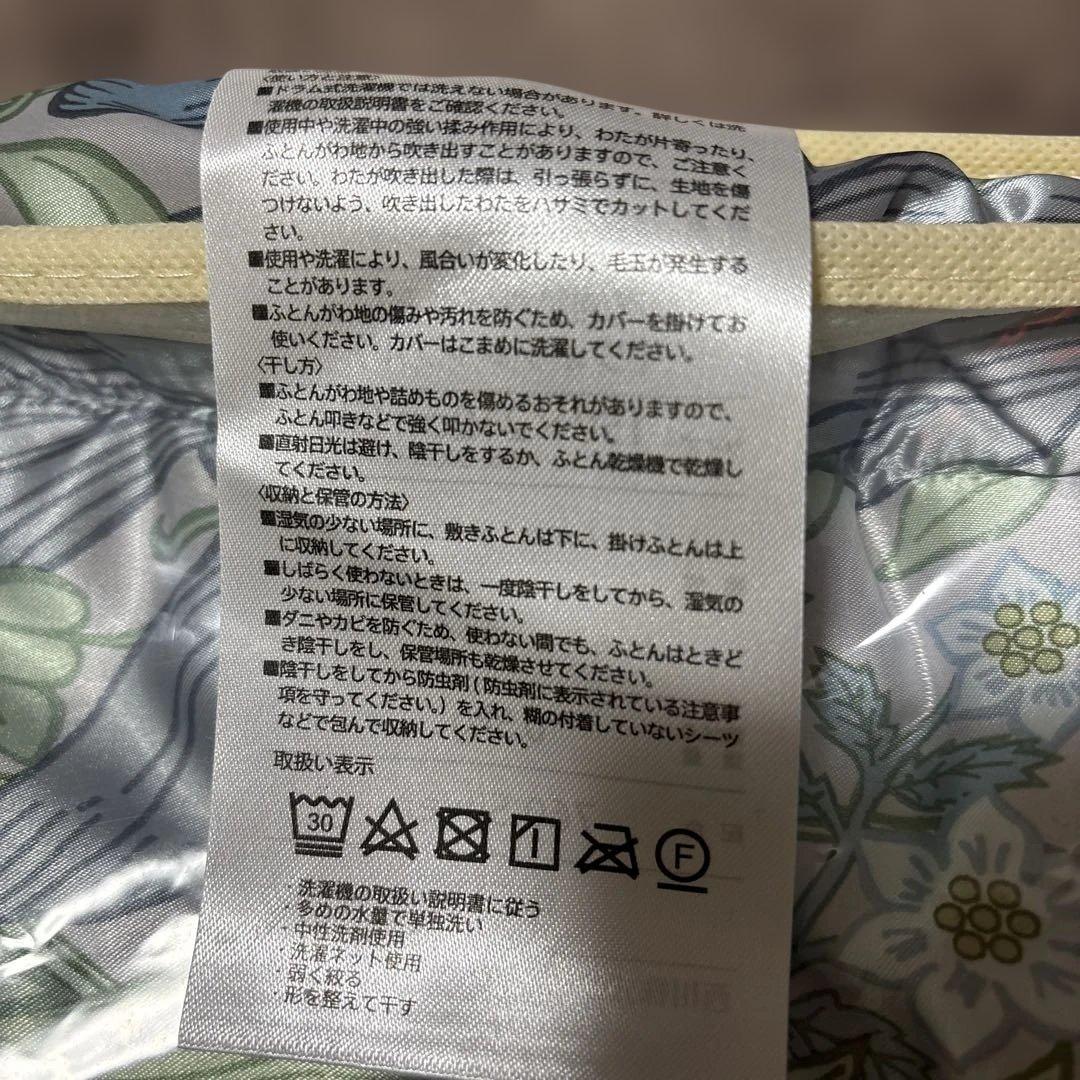 〈使い方と注意〉
■ドラム式洗濯機では洗えない場合があります。詳しくは洗
濯機の取扱説明書をご確認ください。
■使用中や洗濯中の強い揉み作用により、わたが片寄ったり、
ふとんがわ地から吹き出すことがありますので、ご注意く
ださい。わたが吹き出した際は、引っ張らずに、生地を傷
つけないよう、吹き出したわたをハサミでカットしてくだ
さい。
■使用や洗濯により、風合いが変化したり、毛玉が発生する
ことがあります。
■ふとんがわ地の傷みや汚れを防ぐため、カバーを掛けてお
使いください。カバーはこまめに洗濯してください。
〈干し方〉
■ふとんがわ地や詰めものを傷めるおそれがありますので、
ふとん叩きなどで強く叩かないでください。
■直射日光は避け、陰干しをするか、ふとん乾燥機で乾燥し
てください。
〈収納と保管の方法〉
■湿気の少ない場所に、敷きふとんは下に、掛けふとんは上
に収納してください。
■しばらく使わないときは、一度陰干しをしてから、湿気の
少ない場所に保管してください。
■ダニやカビを防ぐため、使わない間でも、ふとんはときど
き陰干しをし、保管場所も乾燥させてください。
■陰干しをしてから防虫剤(防虫剤に表示されている注意事
項を守ってください。)を入れ、糊の付着していないシーツ
などで包んで収納してください。
取扱い表示
30 F
・洗濯機の取扱い説明書に従う
・多めの水量で単独洗い
・中性洗剤使用
・洗濯ネット使用
・弱く絞る
・形を整えて干す